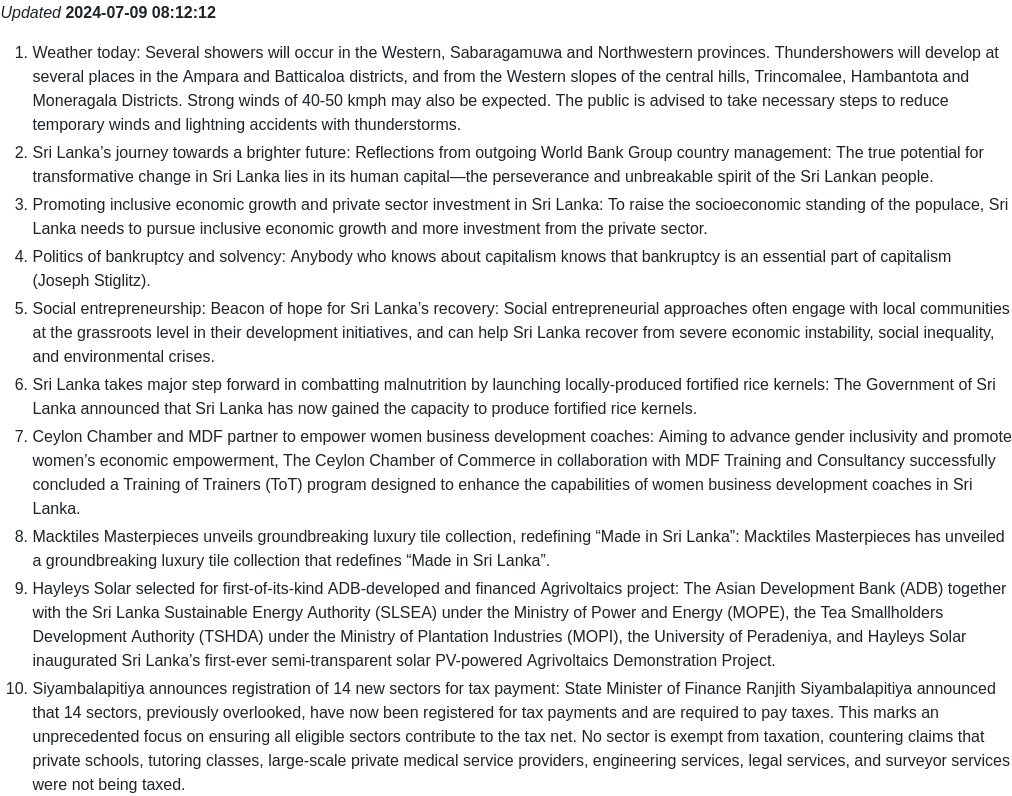 Updated 2024-07-09 08:12:12
1. Weather today: Several showers will occur in the Western, Sabaragamuwa and Northwestern provinces. Thundershowers will develop at
several places in the Ampara and Batticaloa districts, and from the Western slopes of the central hills, Trincomalee, Hambantota and
Moneragala Districts. Strong winds of 40-50 kmph may also be expected. The public is advised to take necessary steps to reduce
temporary winds and lightning accidents with thunderstorms.
2. Sri Lanka’s journey towards a brighter future: Reflections from outgoing World Bank Group country management: The true potential for
transformative change in Sri Lanka lies in its human capital—the perseverance and unbreakable spirit of the Sri Lankan people.
3. Promoting inclusive economic growth and private sector investment in Sri Lanka: To raise the socioeconomic standing of the populace, Sri
Lanka needs to pursue inclusive economic growth and more investment from the private sector.
4. Politics of bankruptcy and solvency: Anybody who knows about capitalism knows that bankruptcy is an essential part of capitalism
(Joseph Stiglitz).
5. Social entrepreneurship: Beacon of hope for Sri Lanka’s recovery: Social entrepreneurial approaches often engage with local communities
at the grassroots level in their development initiatives, and can help Sri Lanka recover from severe economic instability, social inequality,
and environmental crises.
6. Sri Lanka takes major step forward in combatting malnutrition by launching locally-produced fortified rice kernels: The Government of Sri
Lanka announced that Sri Lanka has now gained the capacity to produce fortified rice kernels.
7. Ceylon Chamber and MDF partner to empower women business development coaches: Aiming to advance gender inclusivity and promote
women’s economic empowerment, The Ceylon Chamber of Commerce in collaboration with MDF Training and Consultancy successfully
concluded a Training of Trainers (ToT) program designed to enhance the capabilities of women business development coaches in Sri
Lanka.
8. Macktiles Masterpieces unveils groundbreaking luxury tile collection, redefining “Made in Sri Lanka”: Macktiles Masterpieces has unveiled
a groundbreaking luxury tile collection that redefines “Made in Sri Lanka”.
9. Hayleys Solar selected for first-of-its-kind ADB-developed and financed Agrivoltaics project: The Asian Development Bank (ADB) together
with the Sri Lanka Sustainable Energy Authority (SLSEA) under the Ministry of Power and Energy (MOPE), the Tea Smallholders
Development Authority (TSHDA) under the Ministry of Plantation Industries (MOPI), the University of Peradeniya, and Hayleys Solar
inaugurated Sri Lanka’s first-ever semi-transparent solar PV-powered Agrivoltaics Demonstration Project.
10. Siyambalapitiya announces registration of 14 new sectors for tax payment: State Minister of Finance Ranjith Siyambalapitiya announced
that 14 sectors, previously overlooked, have now been registered for tax payments and are required to pay taxes. This marks an
unprecedented focus on ensuring all eligible sectors contribute to the tax net. No sector is exempt from taxation, countering claims that
private schools, tutoring classes, large-scale private medical service providers, engineering services, legal services, and surveyor services
were not being taxed.